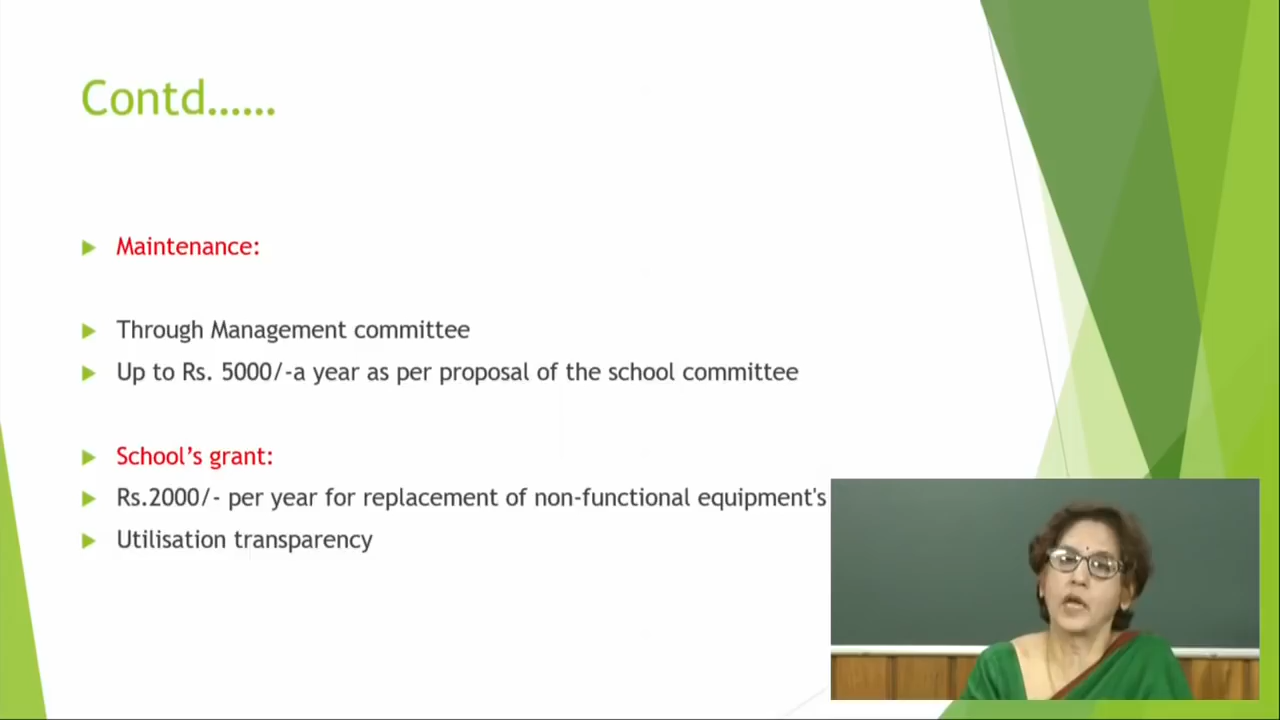 Contd......
Maintenance:
Through Management committee
Up to Rs. 5000/-a year as per proposal of the school committee
School’s grant:
Rs.2000/- per year for replacement of non-functional equipment's
Utilisation transparency